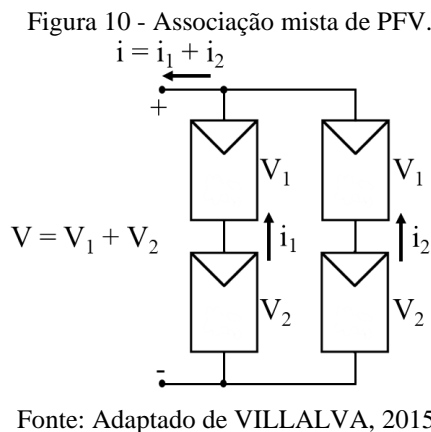 Figura 10 - Associação mista de PFV.
i = i₁ + i₂
+
V₁ V₁
V = V₁ + V₂
i₁ i₂
V₂ V₂
-
Fonte: Adaptado de VILLALVA, 2015